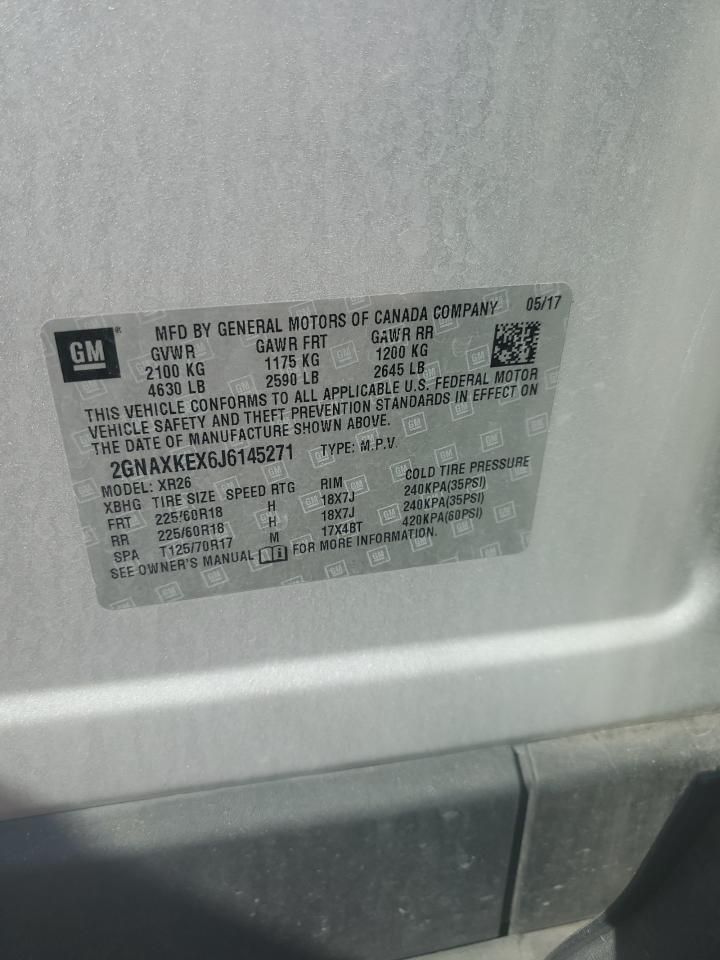 MFD BY GENERAL MOTORS OF CANADA COMPANY 05/17
GM
GVWR GAWR FRT GAWR RR
2100 KG 1175 KG 1200 KG
4630 LB 2590 LB 2645 LB
THIS VEHICLE CONFORMS TO ALL APPLICABLE U.S. FEDERAL MOTOR
VEHICLE SAFETY AND THEFT PREVENTION STANDARDS IN EFFECT ON
THE DATE OF MANUFACTURE SHOWN ABOVE.
2GNAXKEX6J6145271 TYPE: M.P.V.
MODEL: XR26
XBHG TIRE SIZE SPEED RTG RIM COLD TIRE PRESSURE
FRT 225/60R18 H 18X7J 240KPA(35PSI)
RR 225/60R18 H 18X7J 240KPA(35PSI)
SPA T125/70R17 M 17X4BT 420KPA(60PSI)
SEE OWNER'S MANUAL FOR MORE INFORMATION.